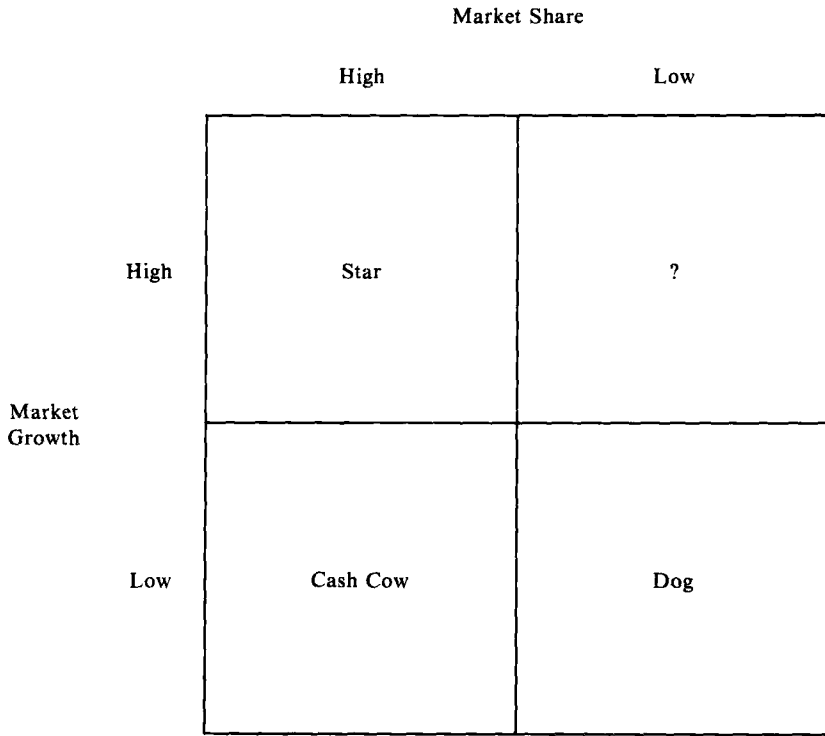 Market Share
High Low
High Star ?
Market
Growth
Low Cash Cow Dog